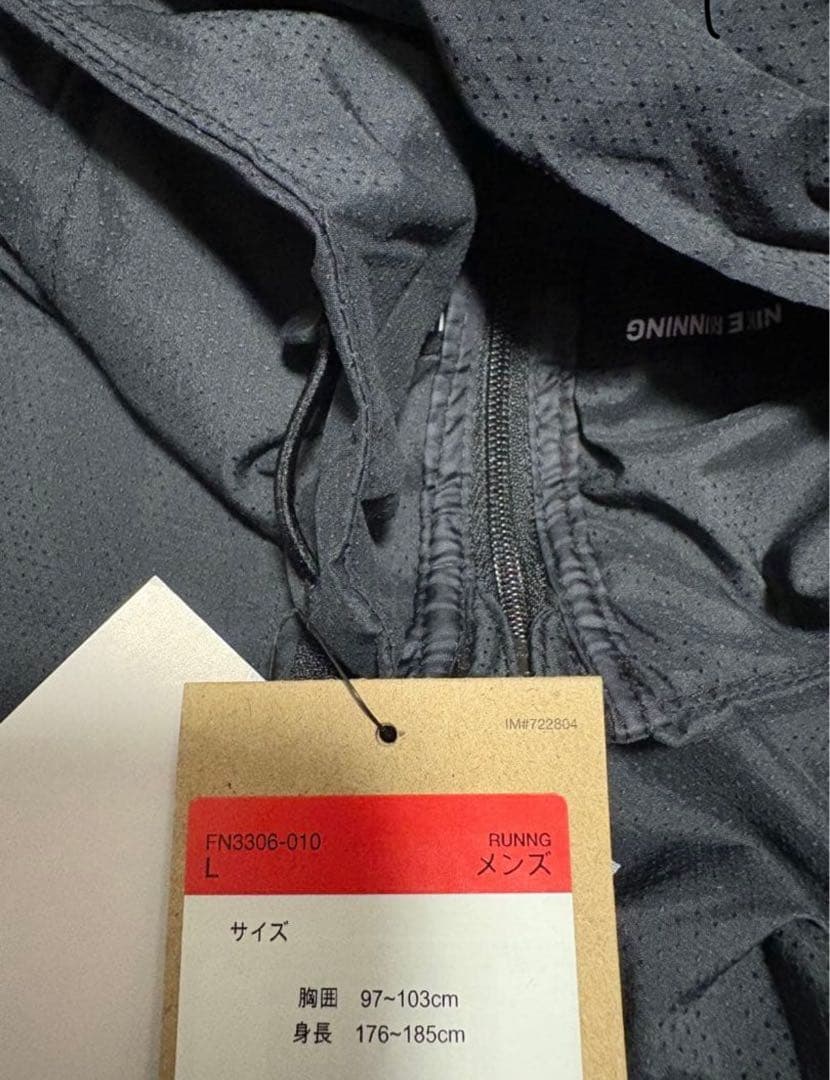 NIKE RUNNING
IM#722804
FN3306-010
RUNNG
L
メンズ
サイズ
胸囲 97~103cm
身長 176~185cm